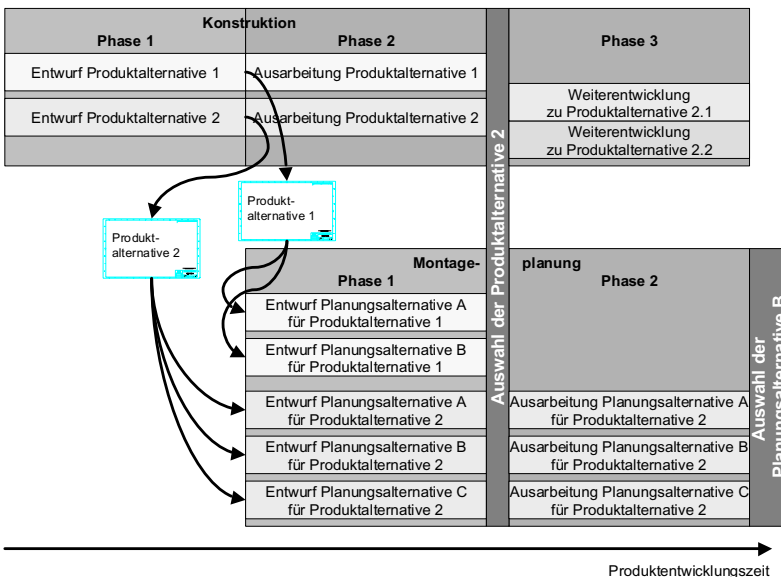 Konstruktion
Phase 1
Phase 2
Phase 3
Entwurf Produktalternative 1
Ausarbeitung Produktalternative 1
Entwurf Produktalternative 2
Ausarbeitung Produktalternative 2
Weiterentwicklung
zu Produktalternative 2.1
Weiterentwicklung
zu Produktalternative 2.2
Auswahl der Produktalternative 2
Produkt-
alternative 1
Produkt-
alternative 2
Montage- planung
Phase 1
Phase 2
Entwurf Planungsalternative A
für Produktalternative 1
Entwurf Planungsalternative B
für Produktalternative 1
Entwurf Planungsalternative A
für Produktalternative 2
Ausarbeitung Planungsalternative A
für Produktalternative 2
Entwurf Planungsalternative B
für Produktalternative 2
Ausarbeitung Planungsalternative B
für Produktalternative 2
Entwurf Planungsalternative C
für Produktalternative 2
Ausarbeitung Planungsalternative C
für Produktalternative 2
Auswahl der
Planungsalternative B
Produktentwicklungszeit